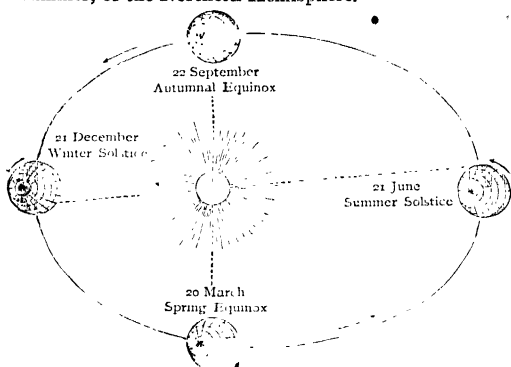 22 September
Autumnal Equinox
21 December
Winter Solstice
21 June
Summer Solstice
20 March
Spring Equinox